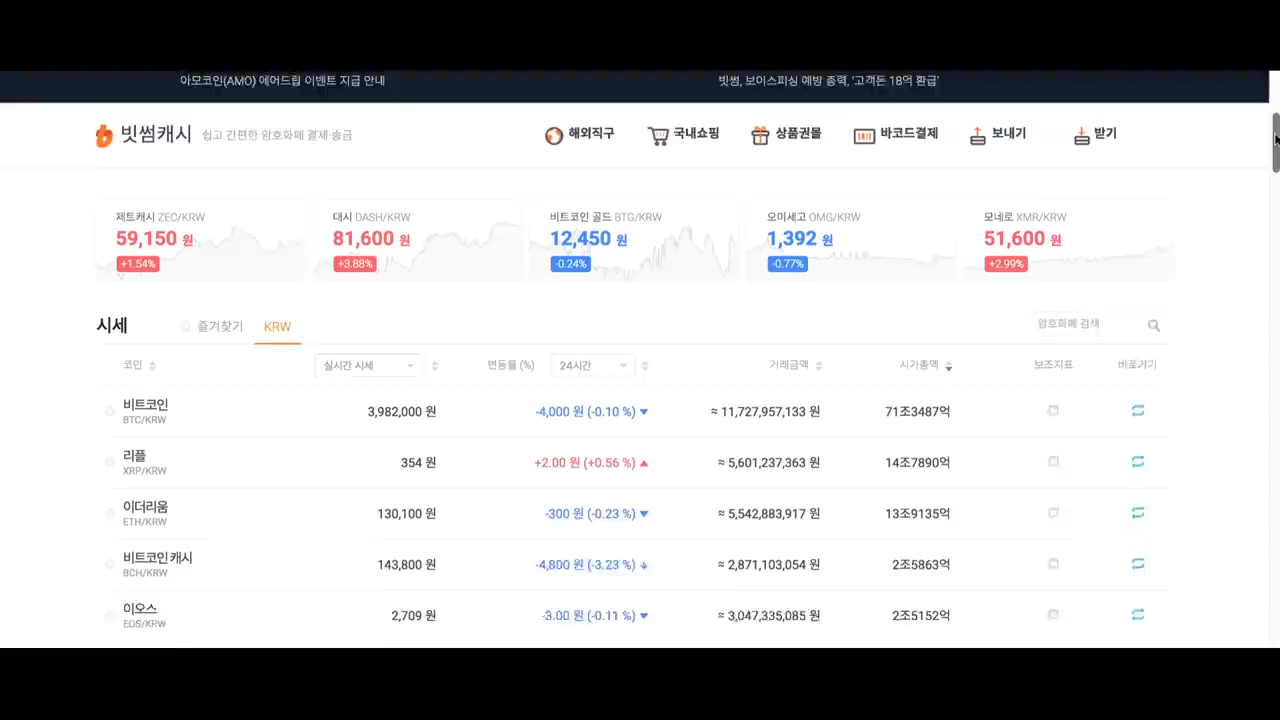 아모코인(AMO) 에어드랍 이벤트 지급 안내 빗썸, 보이스피싱 예방 총력, '고객돈 18억 환급'
빗썸캐시 쉽고 간편한 암호화폐 결제·송금 해외직구 국내쇼핑 상품권몰 바코드결제 보내기 받기
제트캐시 ZEC/KRW 대시 DASH/KRW 비트코인 골드 BTG/KRW 오미세고 OMG/KRW 모네로 XMR/KRW
59,150 원 81,600 원 12,450 원 1,392 원 51,600 원
+1.54% +3.88% -0.24% -0.77% +2.99%
시세 즐겨찾기 KRW 암호화폐 검색
코인 실시간 시세 변동률 (%) 24시간 거래금액 시가총액 보조지표 바로가기
비트코인 3,982,000 원 -4,000 원 (-0.10 %) ≈ 11,727,957,133 원 71조3487억
BTC/KRW
리플 354 원 +2.00 원 (+0.56 %) ≈ 5,601,237,363 원 14조7890억
XRP/KRW
이더리움 130,100 원 -300 원 (-0.23 %) ≈ 5,542,883,917 원 13조9135억
ETH/KRW
비트코인 캐시 143,800 원 -4,800 원 (-3.23 %) ≈ 2,871,103,054 원 2조5863억
BCH/KRW
이오스 2,709 원 -3.00 원 (-0.11 %) ≈ 3,047,335,085 원 2조5152억
EOS/KRW